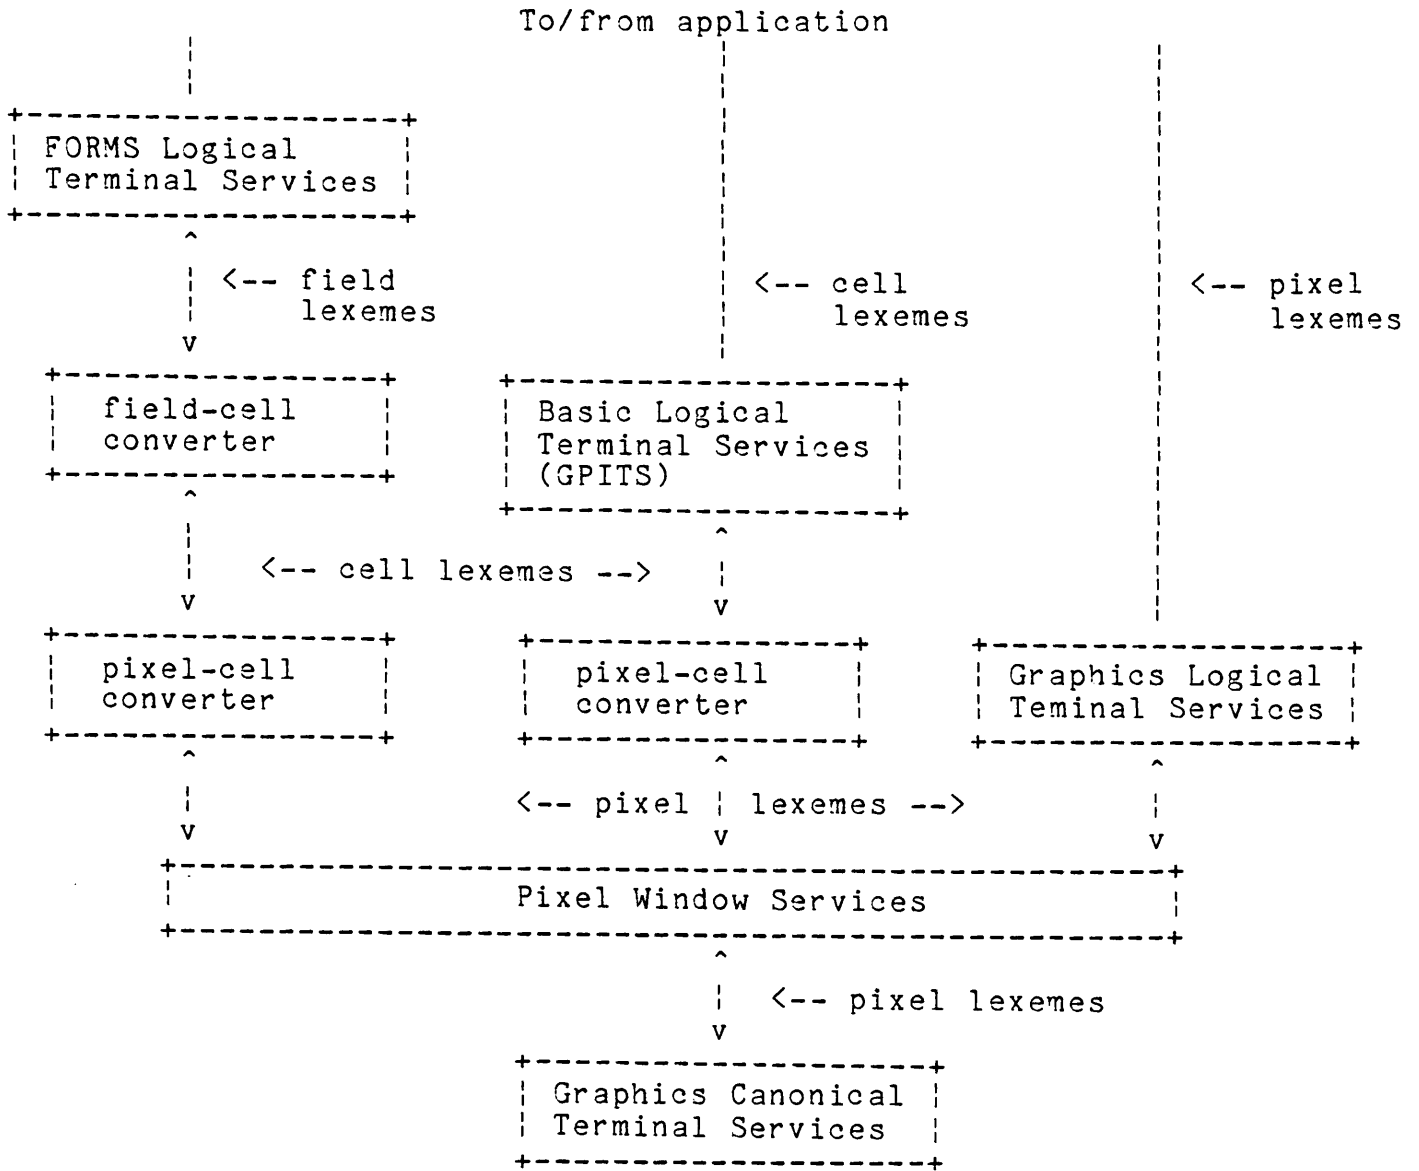 To/from application
FORMS Logical
Terminal Services
<-- field
lexemes
<-- cell
lexemes
<-- pixel
lexemes
field-cell
converter
Basic Logical
Terminal Services
(GPITS)
<-- cell lexemes -->
pixel-cell
converter
pixel-cell
converter
Graphics Logical
Teminal Services
<-- pixel ¦ lexemes -->
Pixel Window Services
<-- pixel lexemes
Graphics Canonical
Terminal Services